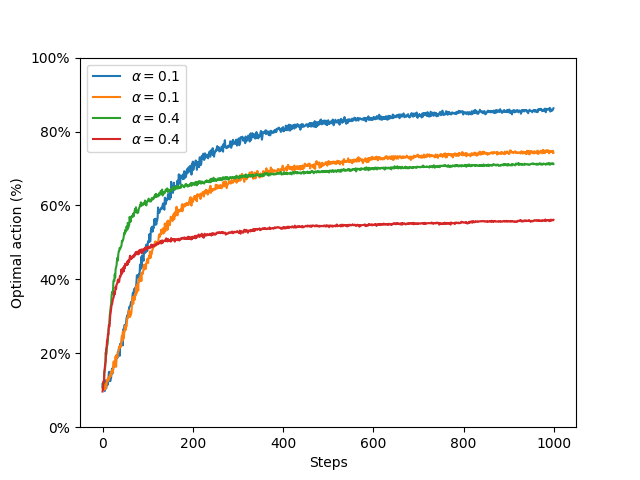 100%
80%
60%
40%
20%
0%
Optimal action (%)
α = 0.1
α = 0.1
α = 0.4
α = 0.4
0
200
400
600
800
1000
Steps